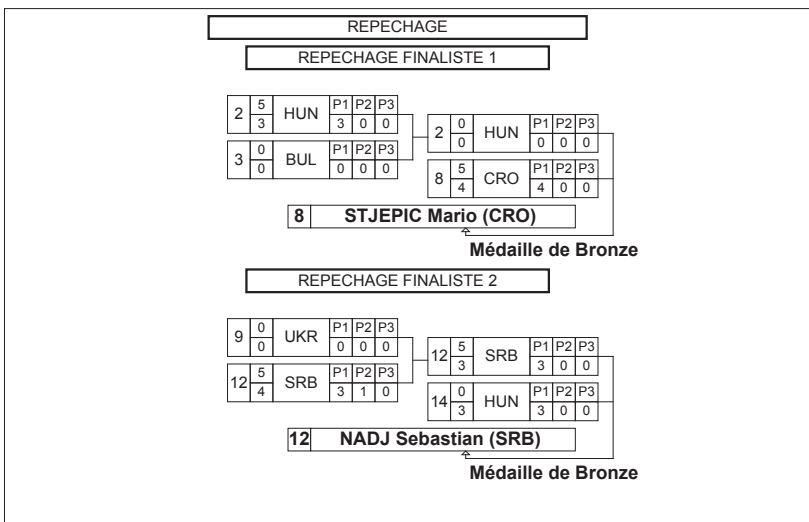 REPECHAGE
REPECHAGE FINALISTE 1
2 5 HUN P1 P2 P3
3 3 0 0
3 0 BUL P1 P2 P3
0 0 0 0
2 0 HUN P1 P2 P3
0 0 0 0
8 5 CRO P1 P2 P3
4 4 0 0
8 STJEPIC Mario (CRO)
Médaille de Bronze
REPECHAGE FINALISTE 2
9 0 UKR P1 P2 P3
0 0 0 0
12 5 SRB P1 P2 P3
4 3 1 0
12 5 SRB P1 P2 P3
3 3 0 0
14 0 HUN P1 P2 P3
3 3 0 0
12 NADJ Sebastian (SRB)
Médaille de Bronze